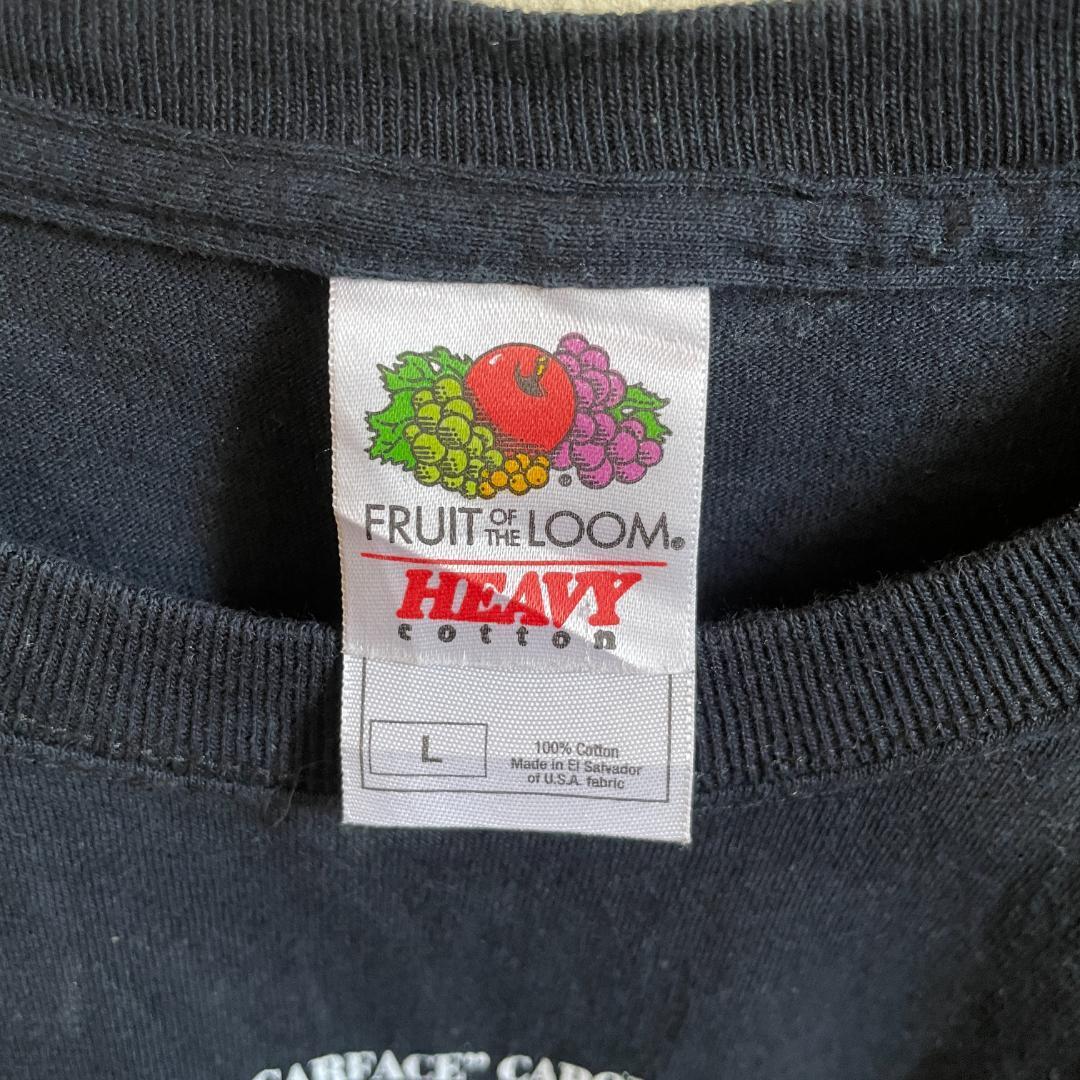 FRUIT OF THE LOOM®
HEAVY
cotton
L
100% Cotton
Made in El Salvador
of U.S.A. fabric